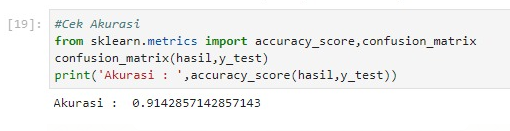 [19]: #Cek Akurasi
from sklearn.metrics import accuracy_score,confusion_matrix
confusion_matrix(hasil,y_test)
print('Akurasi : ',accuracy_score(hasil,y_test))
Akurasi :  0.9142857142857143